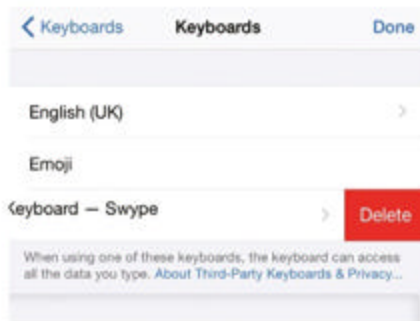 Keyboards Keyboards Done
English (UK)
Emoji
Keyboard — Swype Delete
When using one of these keyboards, the keyboard can access
all the data you type. About Third-Party Keyboards & Privacy...